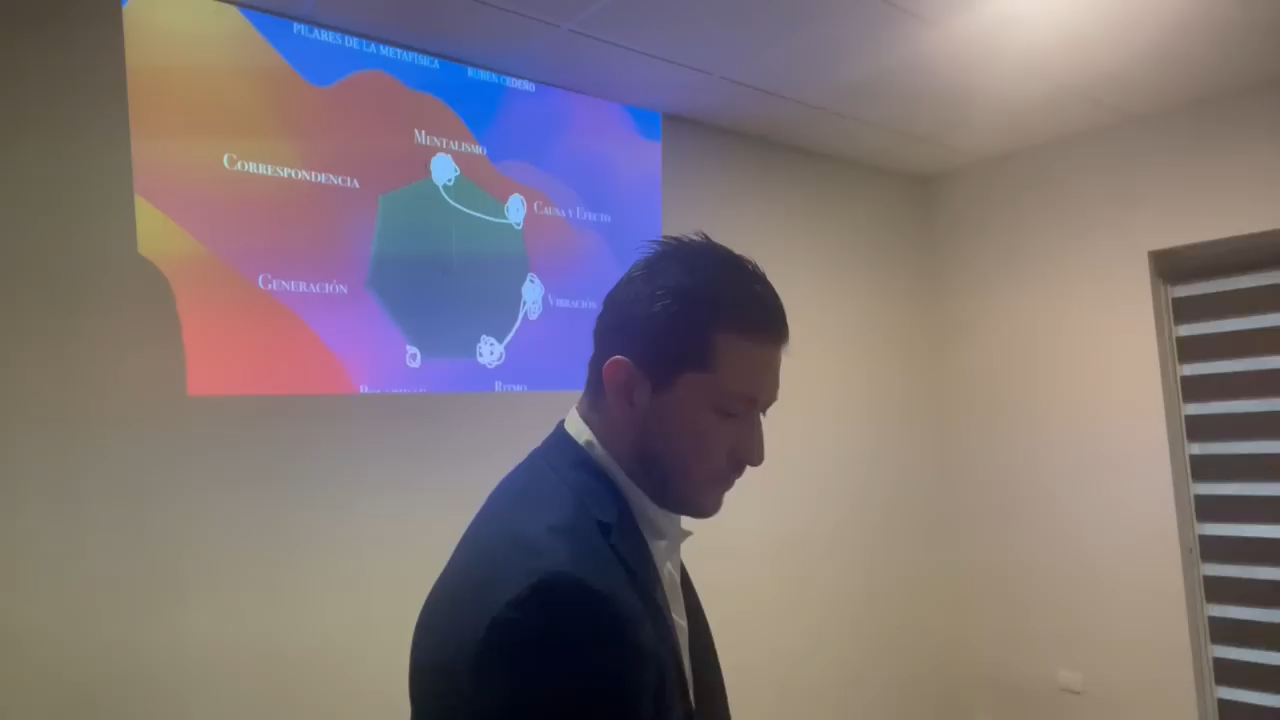 PILARES DE LA METAFÍSICA
RUBÉN CEDEÑO
MENTALISMO
CORRESPONDENCIA
CAUSA Y EFECTO
GENERACIÓN
VIBRACIÓN
RITMO